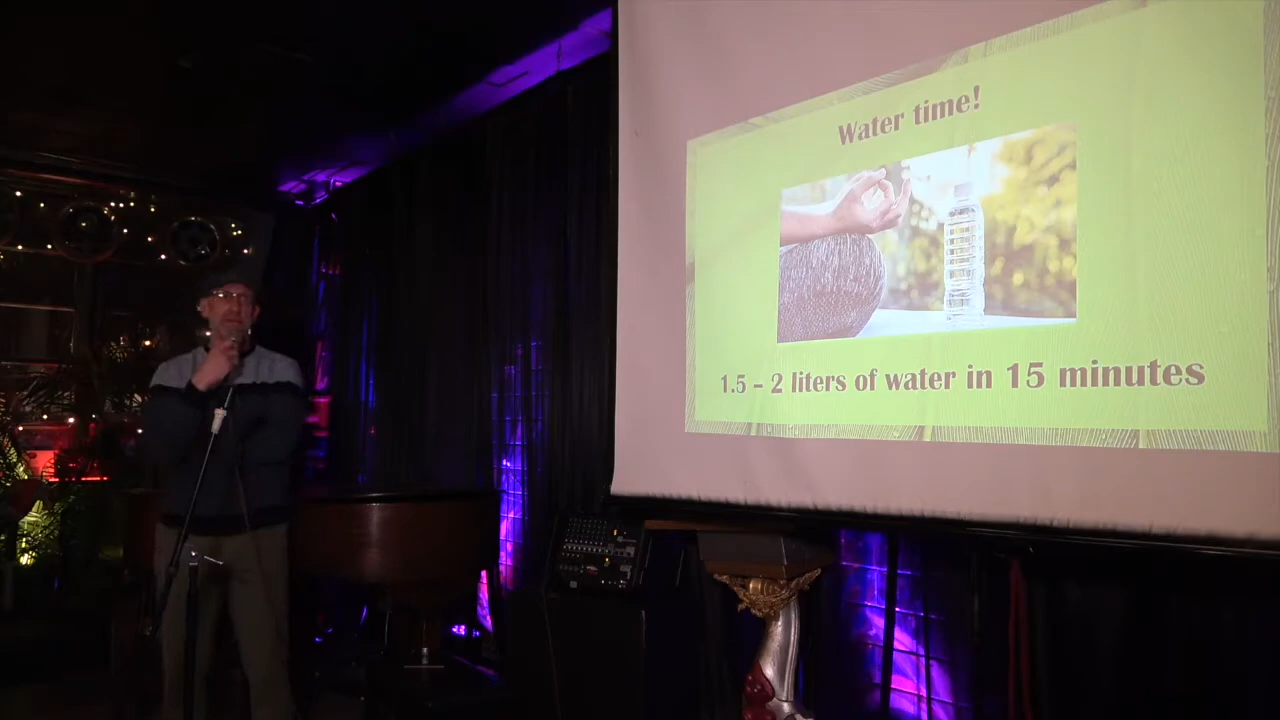 Water time!
1.5 – 2 liters of water in 15 minutes